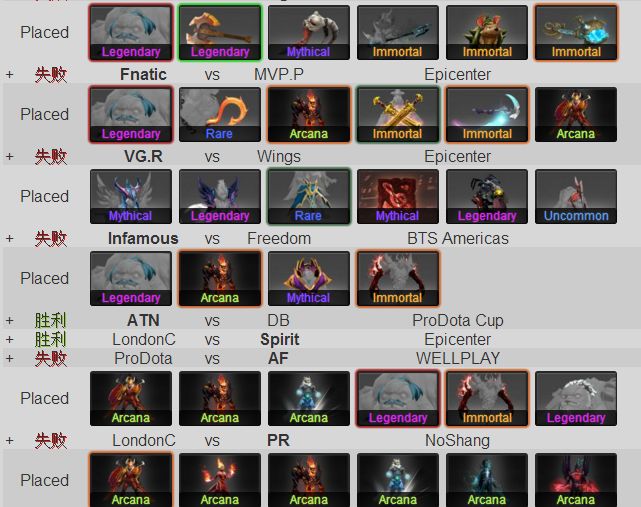 Placed Legendary Legendary Mythical Immortal Immortal Immortal
+ 失败 Fnatic vs MVP.P Epicenter
Placed Legendary Rare Arcana Immortal Immortal Arcana
+ 失败 VG.R vs Wings Epicenter
Placed Mythical Legendary Rare Mythical Legendary Uncommon
+ 失败 Infamous vs Freedom BTS Americas
Placed Legendary Arcana Mythical Immortal
+ 胜利 ATN vs DB ProDota Cup
+ 胜利 LondonC vs Spirit Epicenter
+ 失败 ProDota vs AF WELLPLAY
Placed Arcana Arcana Arcana Legendary Immortal Legendary
+ 失败 LondonC vs PR NoShang
Placed Arcana Arcana Arcana Arcana Arcana Arcana